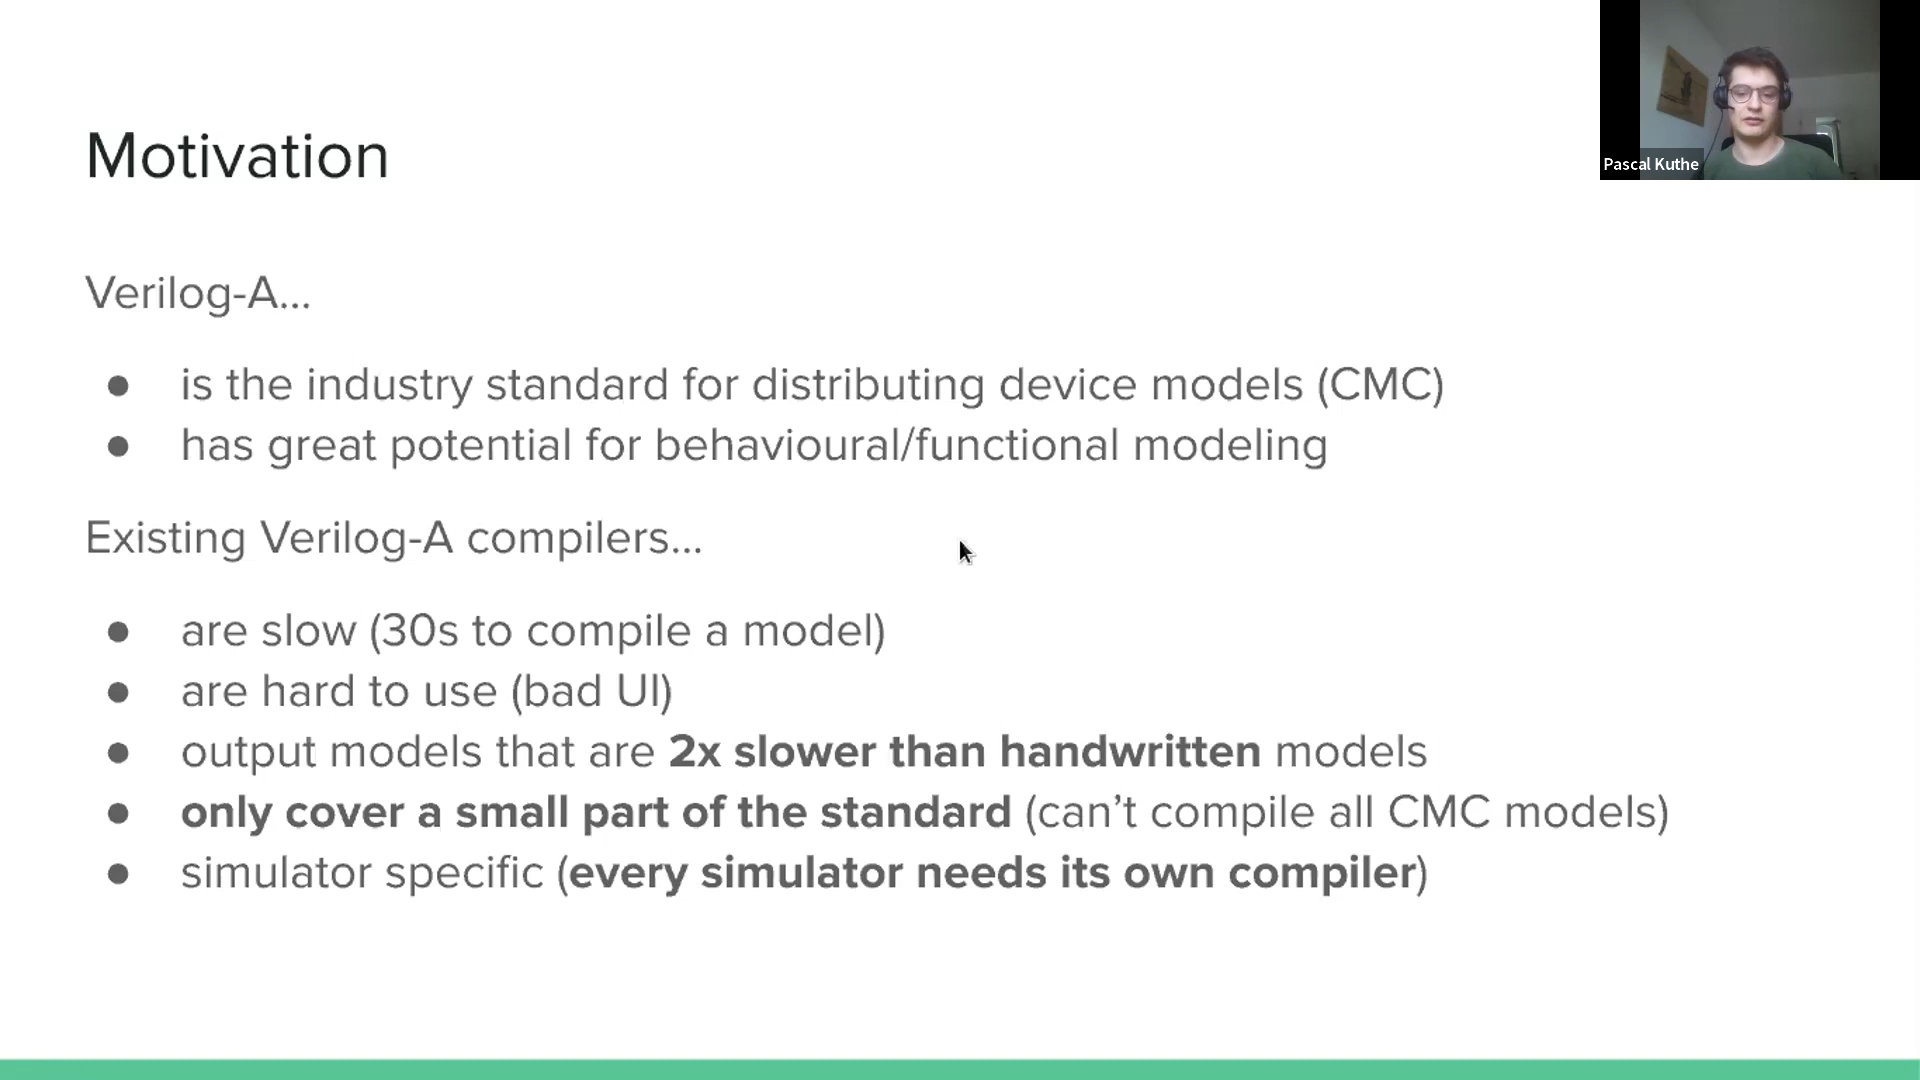 Pascal Kuthe
Motivation
Verilog-A...
● is the industry standard for distributing device models (CMC)
● has great potential for behavioural/functional modeling
Existing Verilog-A compilers...
● are slow (30s to compile a model)
● are hard to use (bad UI)
● output models that are 2x slower than handwritten models
● only cover a small part of the standard (can’t compile all CMC models)
● simulator specific (every simulator needs its own compiler)